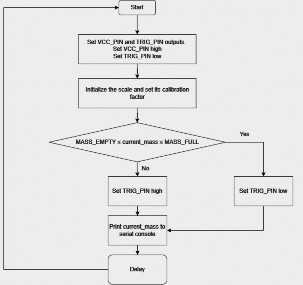 Start
Set VCC_PIN and TRIG_PIN outputs.
Set VCC_PIN high
Set TRIG_PIN low
Initialize the scale and set its calibration
factor
MASS_EMPTY ≤ current_mass ≤ MASS_FULL
Yes
No
Set TRIG_PIN high
Set TRIG_PIN low
Print current_mass to
serial console
Delay